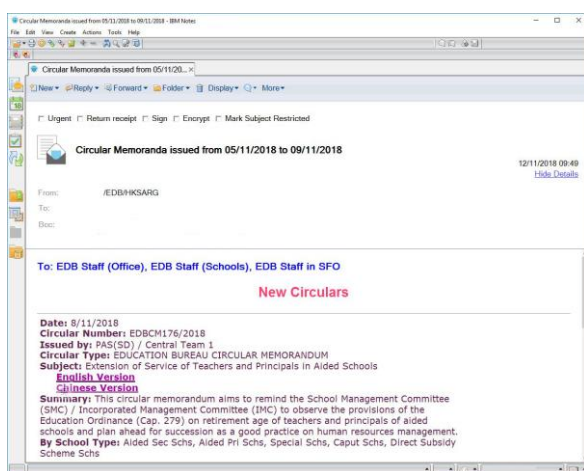 Circular Memoranda issued from 05/11/2018 to 09/11/2018 - IBM Notes
File Edit View Create Actions Tools Help
Circular Memoranda issued from 05/11/20... ×
New Reply Forward Folder Display More
Urgent Return receipt Sign Encrypt Mark Subject Restricted
Circular Memoranda issued from 05/11/2018 to 09/11/2018
12/11/2018 09:49
Hide Details
From: /EDB/HKSARG
To:
Bcc:
To: EDB Staff (Office), EDB Staff (Schools), EDB Staff in SFO
New Circulars
Date: 8/11/2018
Circular Number: EDBCM176/2018
Issued by: PAS(SD) / Central Team 1
Circular Type: EDUCATION BUREAU CIRCULAR MEMORANDUM
Subject: Extension of Service of Teachers and Principals in Aided Schools
English Version
Chinese Version
Summary: This circular memorandum aims to remind the School Management Committee
(SMC) / Incorporated Management Committee (IMC) to observe the provisions of the
Education Ordinance (Cap. 279) on retirement age of teachers and principals of aided
schools and plan ahead for succession as a good practice on human resources management.
By School Type: Aided Sec Schs, Aided Pri Schs, Special Schs, Caput Schs, Direct Subsidy
Scheme Schs